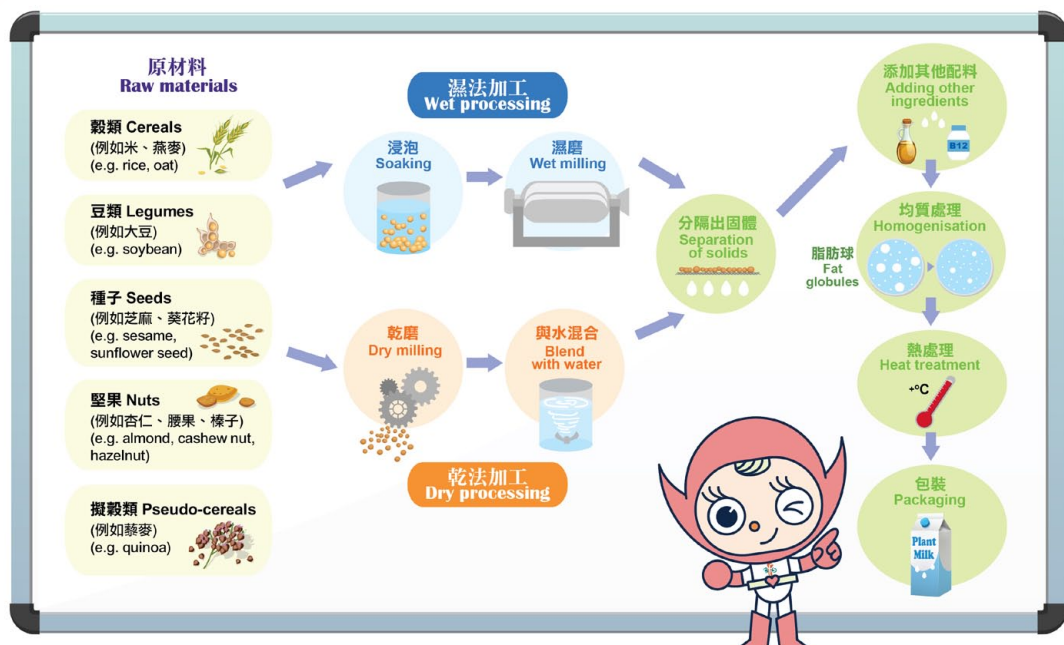 原材料
Raw materials
穀類 Cereals
(例如米、燕麥)
(e.g. rice, oat)
豆類 Legumes
(例如大豆)
(e.g. soybean)
種子 Seeds
(例如芝麻、葵花籽)
(e.g. sesame,
sunflower seed)
堅果 Nuts
(例如杏仁、腰果、榛子)
(e.g. almond, cashew nut,
hazelnut)
擬穀類 Pseudo-cereals
(例如藜麥)
(e.g. quinoa)
濕法加工
Wet processing
浸泡
Soaking
濕磨
Wet milling
乾磨
Dry milling
與水混合
Blend
with water
乾法加工
Dry processing
分隔出固體
Separation
of solids
添加其他配料
Adding other
ingredients
B12
均質處理
Homogenisation
脂肪球
Fat
globules
熱處理
Heat treatment
+ºC
包裝
Packaging
Plant
Milk